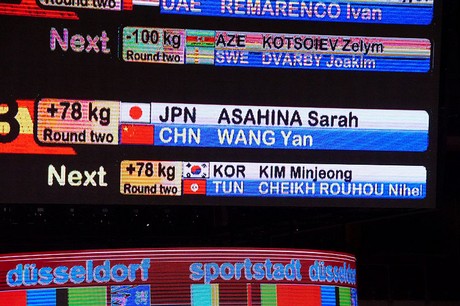 Round two DAE REMARENCO Ivan
Next -100 kg AZE KOTSOIEV Zelym
Round two SWE DVARBY Joakim
B +78 kg JPN ASAHINA Sarah
Round two CHN WANG Yan
Next +78 kg KOR KIM Minjeong
Round two TUN CHEIKH ROUHOU Nihel
düsseldorf sportstadt düsseldorf